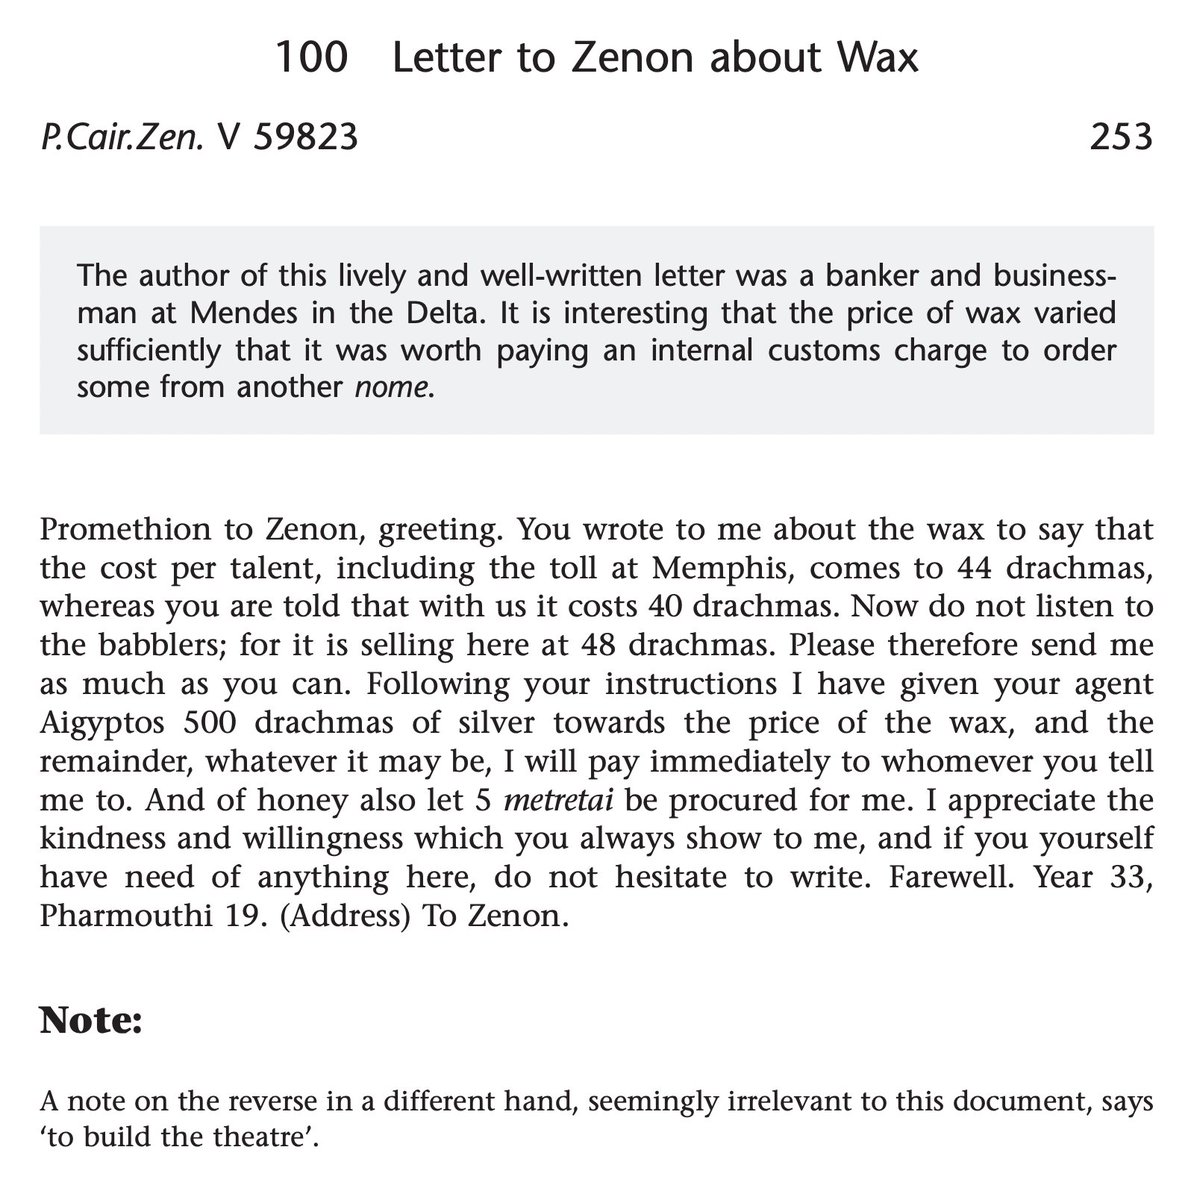 100 Letter to Zenon about Wax
P.Cair.Zen. V 59823 253
The author of this lively and well-written letter was a banker and business-
man at Mendes in the Delta. It is interesting that the price of wax varied
sufficiently that it was worth paying an internal customs charge to order
some from another nome.
Promethion to Zenon, greeting. You wrote to me about the wax to say that
the cost per talent, including the toll at Memphis, comes to 44 drachmas,
whereas you are told that with us it costs 40 drachmas. Now do not listen to
the babblers; for it is selling here at 48 drachmas. Please therefore send me
as much as you can. Following your instructions I have given your agent
Aigyptos 500 drachmas of silver towards the price of the wax, and the
remainder, whatever it may be, I will pay immediately to whomever you tell
me to. And of honey also let 5 metretai be procured for me. I appreciate the
kindness and willingness which you always show to me, and if you yourself
have need of anything here, do not hesitate to write. Farewell. Year 33,
Pharmouthi 19. (Address) To Zenon.
Note:
A note on the reverse in a different hand, seemingly irrelevant to this document, says
‘to build the theatre’.